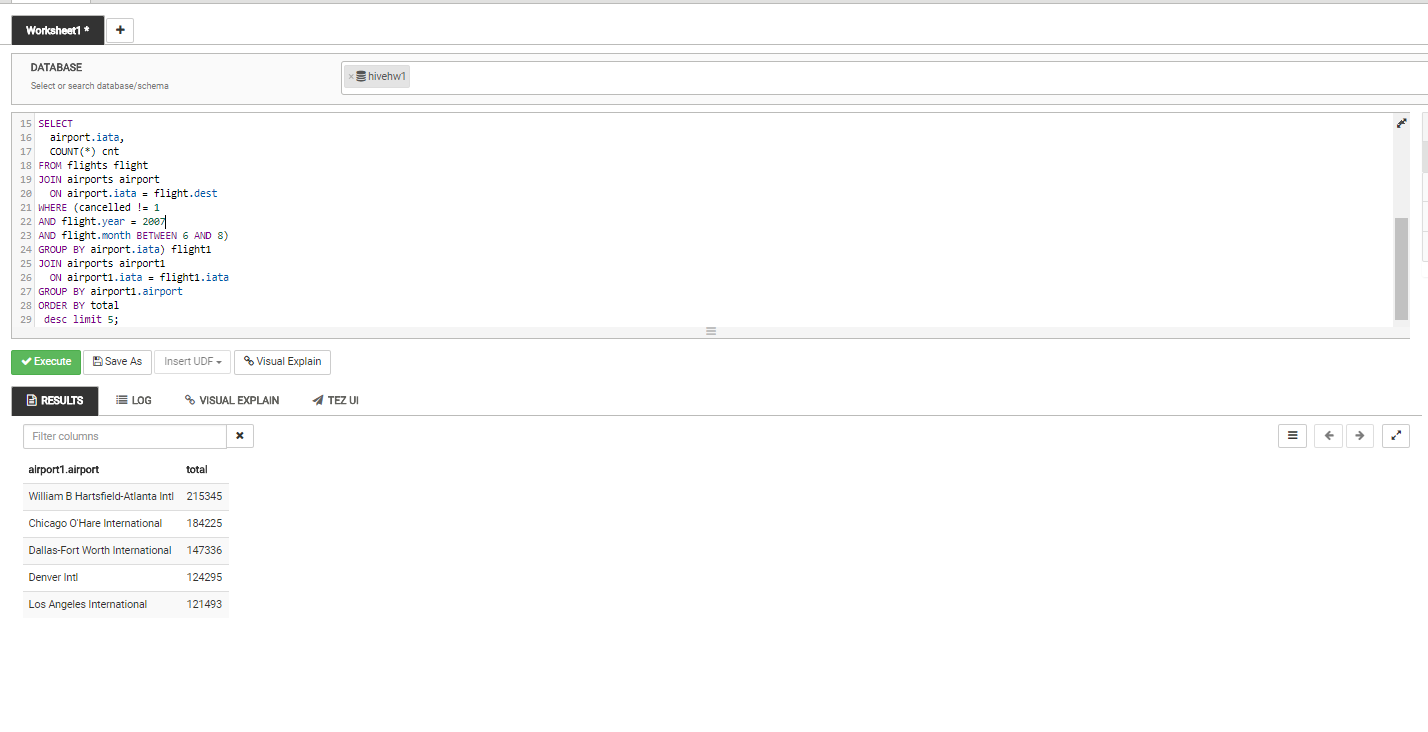 Worksheet1 *
DATABASE
Select or search database/schema
× hivehw1
15 SELECT
16 airport.iata,
17 COUNT(*) cnt
18 FROM flights flight
19 JOIN airports airport
20 ON airport.iata = flight.dest
21 WHERE (cancelled != 1
22 AND flight.year = 2007
23 AND flight.month BETWEEN 6 AND 8)
24 GROUP BY airport.iata) flight1
25 JOIN airports airport1
26 ON airport1.iata = flight1.iata
27 GROUP BY airport1.airport
28 ORDER BY total
29 desc limit 5;
Execute Save As Insert UDF Visual Explain
RESULTS LOG VISUAL EXPLAIN TEZ UI
Filter columns
airport1.airport total
William B Hartsfield-Atlanta Intl 215345
Chicago O'Hare International 184225
Dallas-Fort Worth International 147336
Denver Intl 124295
Los Angeles International 121493